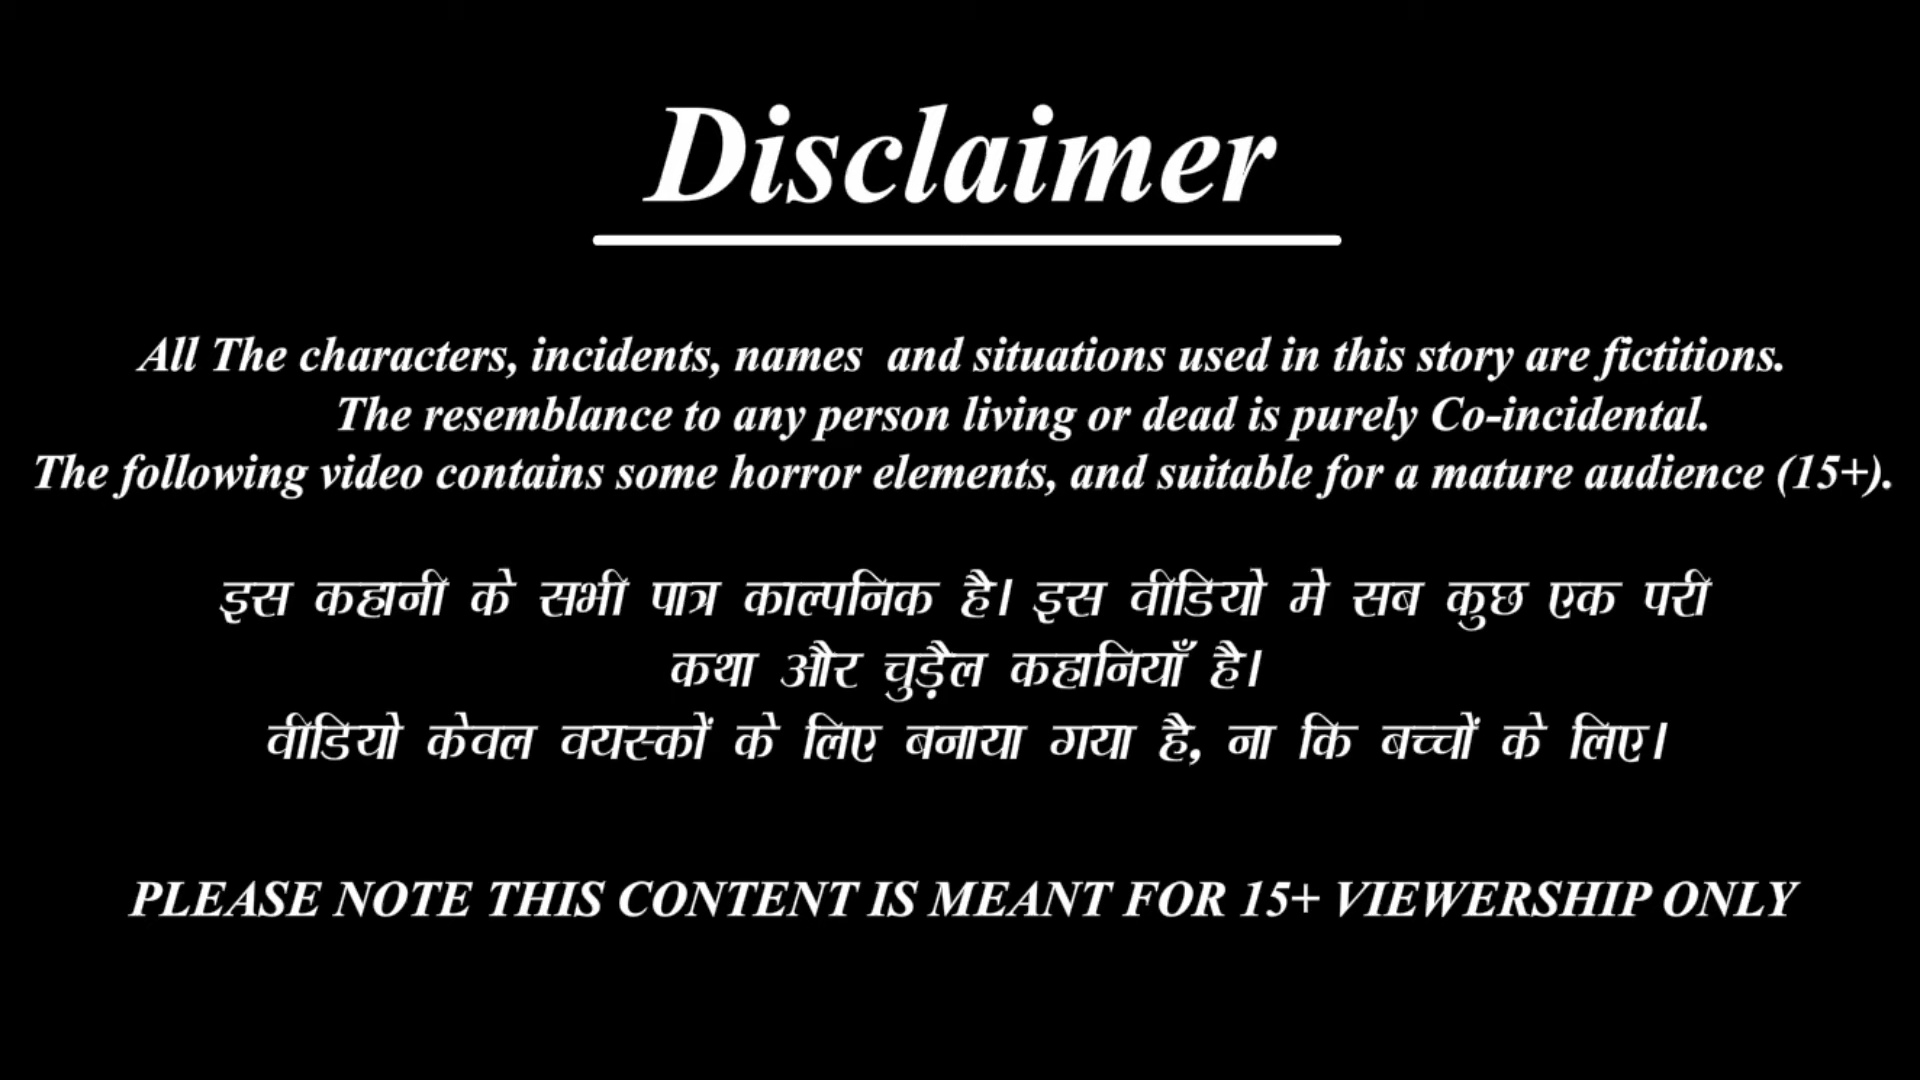 Disclaimer
All The characters, incidents, names and situations used in this story are fictitions.
The resemblance to any person living or dead is purely Co-incidental.
The following video contains some horror elements, and suitable for a mature audience (15+).
इस कहानी के सभी पात्र काल्पनिक है। इस वीडियो मे सब कुछ एक परी
कथा और चुड़ैल कहानियाँ है।
वीडियो केवल वयस्कों के लिए बनाया गया है, ना कि बच्चों के लिए।
PLEASE NOTE THIS CONTENT IS MEANT FOR 15+ VIEWERSHIP ONLY